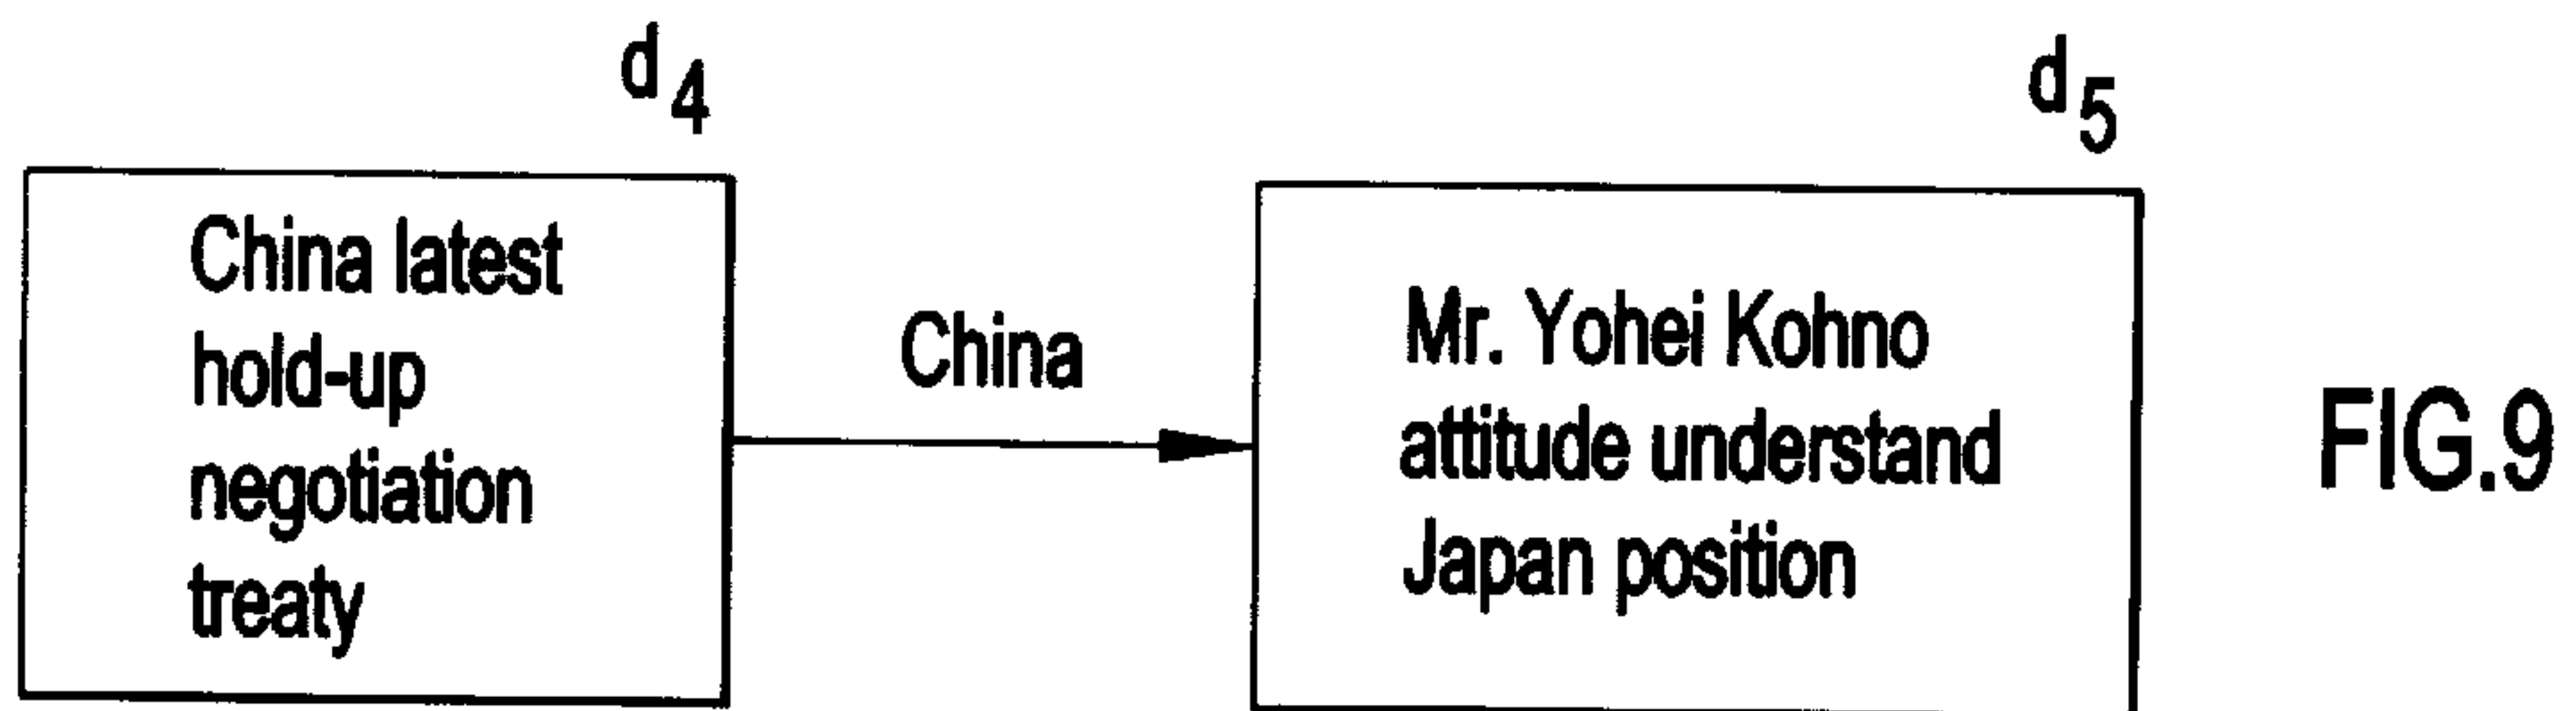 d4
China latest
hold-up
negotiation
treaty
China
d5
Mr. Yohei Kohno
attitude understand
Japan position
FIG.9